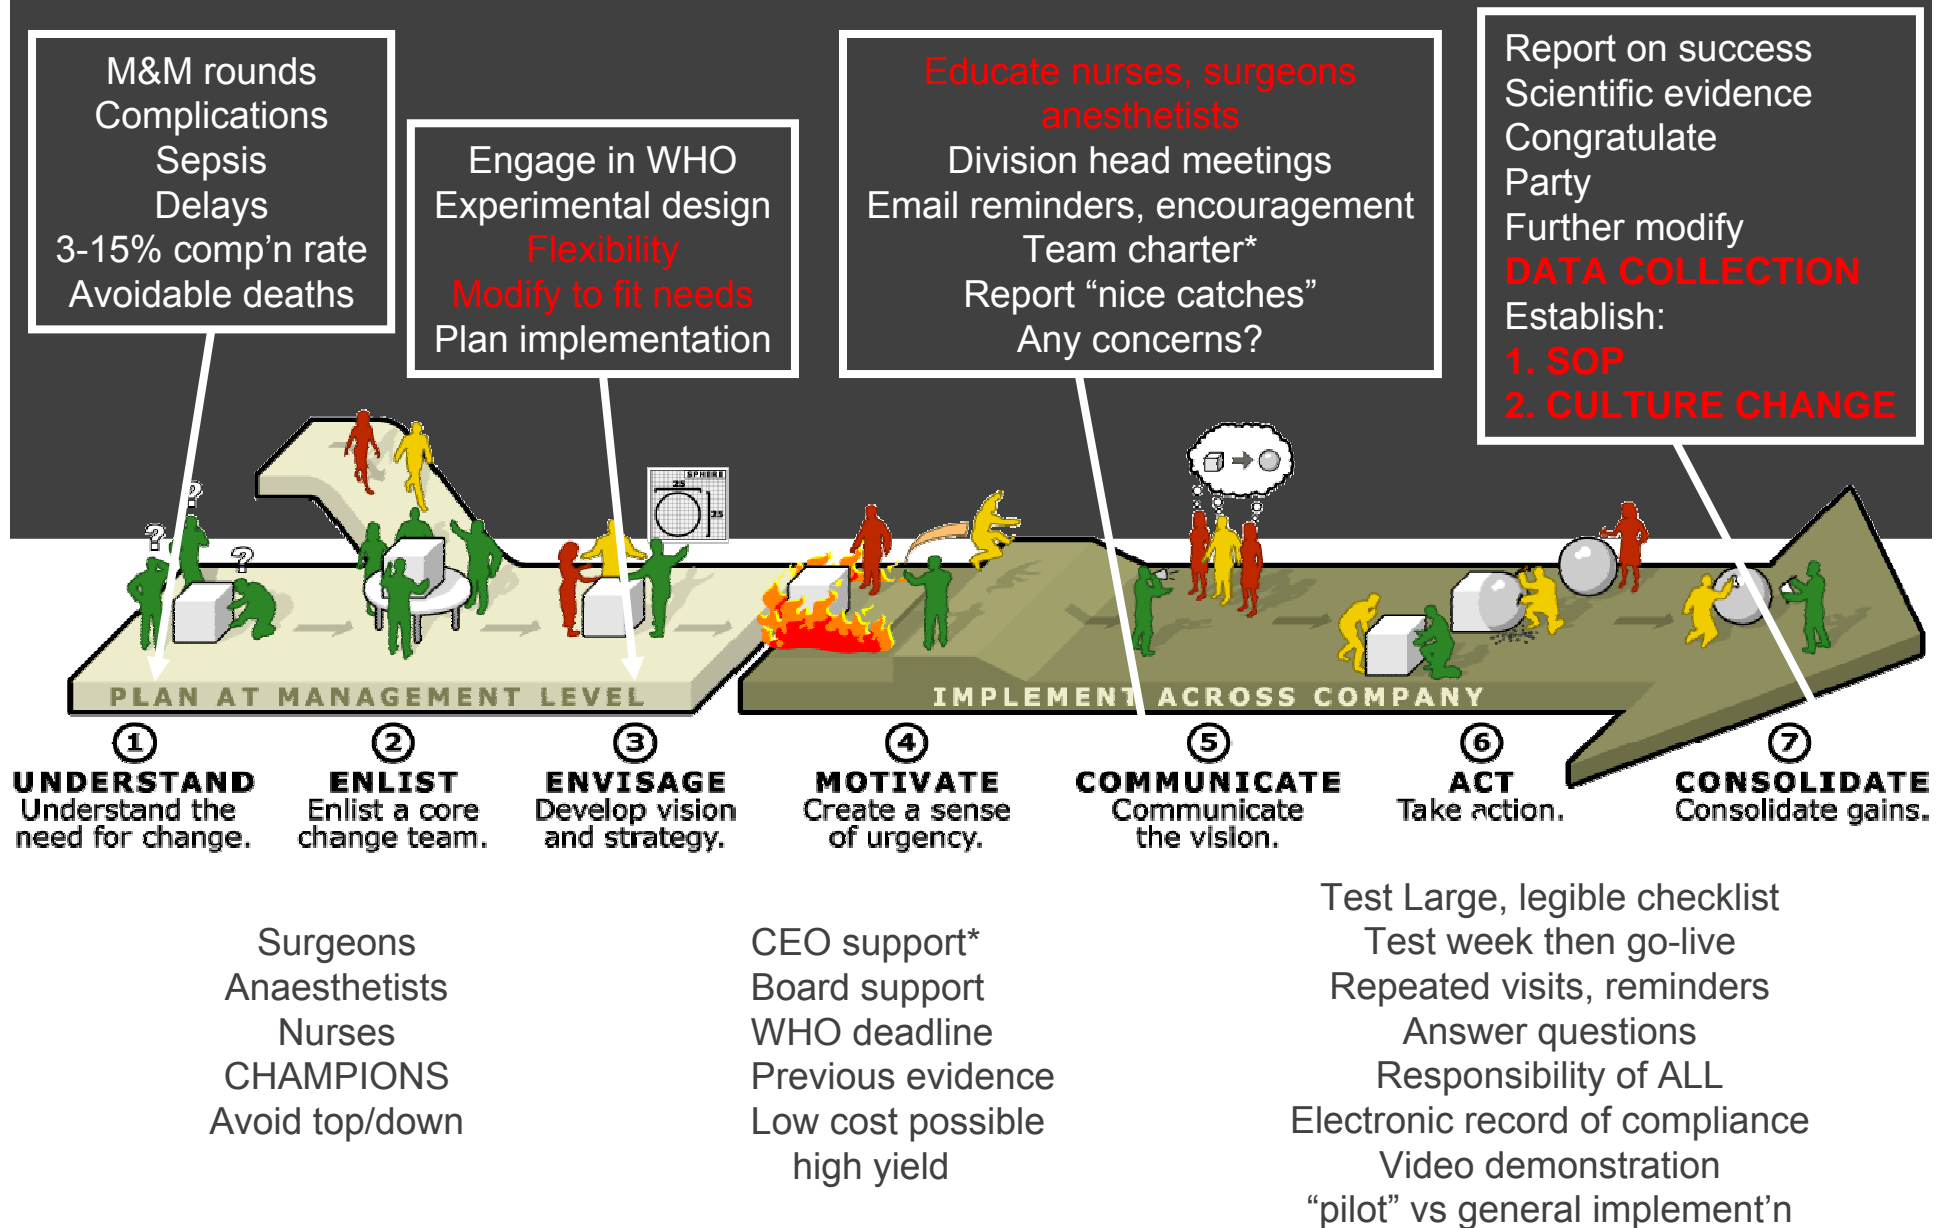 M&M rounds
Complications
Sepsis
Delays
3-15% comp’n rate
Avoidable deaths
Engage in WHO
Experimental design
Flexibility
Modify to fit needs
Plan implementation
Educate nurses, surgeons
anesthetists
Division head meetings
Email reminders, encouragement
Team charter*
Report “nice catches”
Any concerns?
Report on success
Scientific evidence
Congratulate
Party
Further modify
DATA COLLECTION
Establish:
1. SOP
2. CULTURE CHANGE
?
?
?
SPHERE
25
25
PLAN AT MANAGEMENT LEVEL
IMPLEMENT ACROSS COMPANY
1
UNDERSTAND
Understand the
need for change.
2
ENLIST
Enlist a core
change team.
3
ENVISAGE
Develop vision
and strategy.
4
MOTIVATE
Create a sense
of urgency.
5
COMMUNICATE
Communicate
the vision.
6
ACT
Take action.
7
CONSOLIDATE
Consolidate gains.
Surgeons
Anaesthetists
Nurses
CHAMPIONS
Avoid top/down
CEO support*
Board support
WHO deadline
Previous evidence
Low cost possible
high yield
Test Large, legible checklist
Test week then go-live
Repeated visits, reminders
Answer questions
Responsibility of ALL
Electronic record of compliance
Video demonstration
“pilot” vs general implement’n